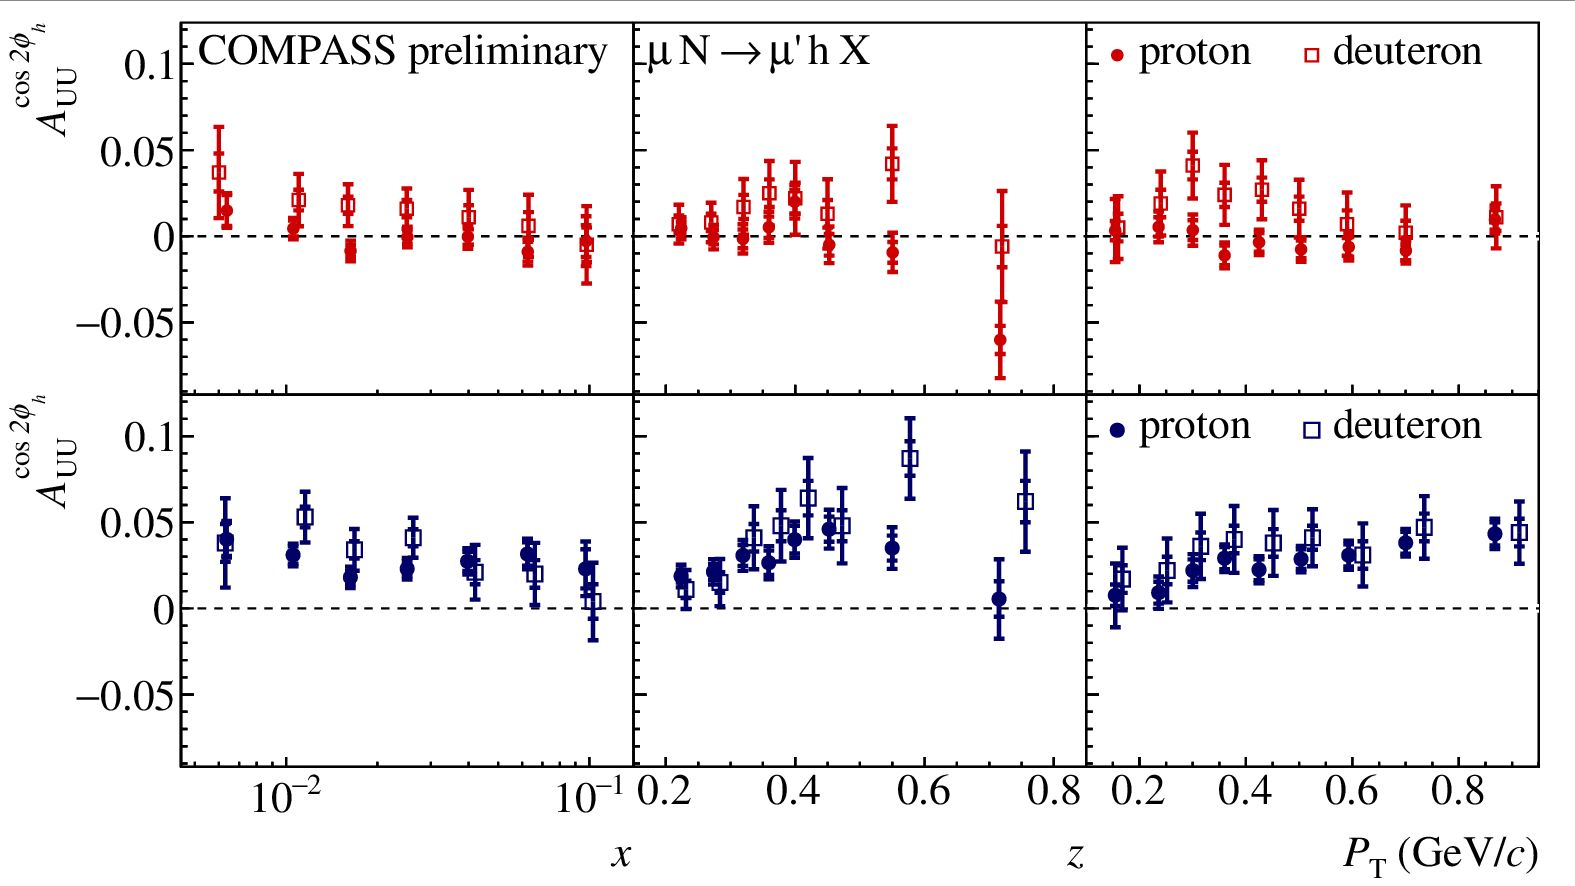 COMPASS preliminary
μ N → μ' h X
proton deuteron
A_UU^cos 2ϕ_h
0.1
0.05
0
−0.05
proton deuteron
A_UU^cos 2ϕ_h
0.1
0.05
0
−0.05
10⁻² 10⁻¹ 0.2 0.4 0.6 0.8 0.2 0.4 0.6 0.8
x z P_T (GeV/c)